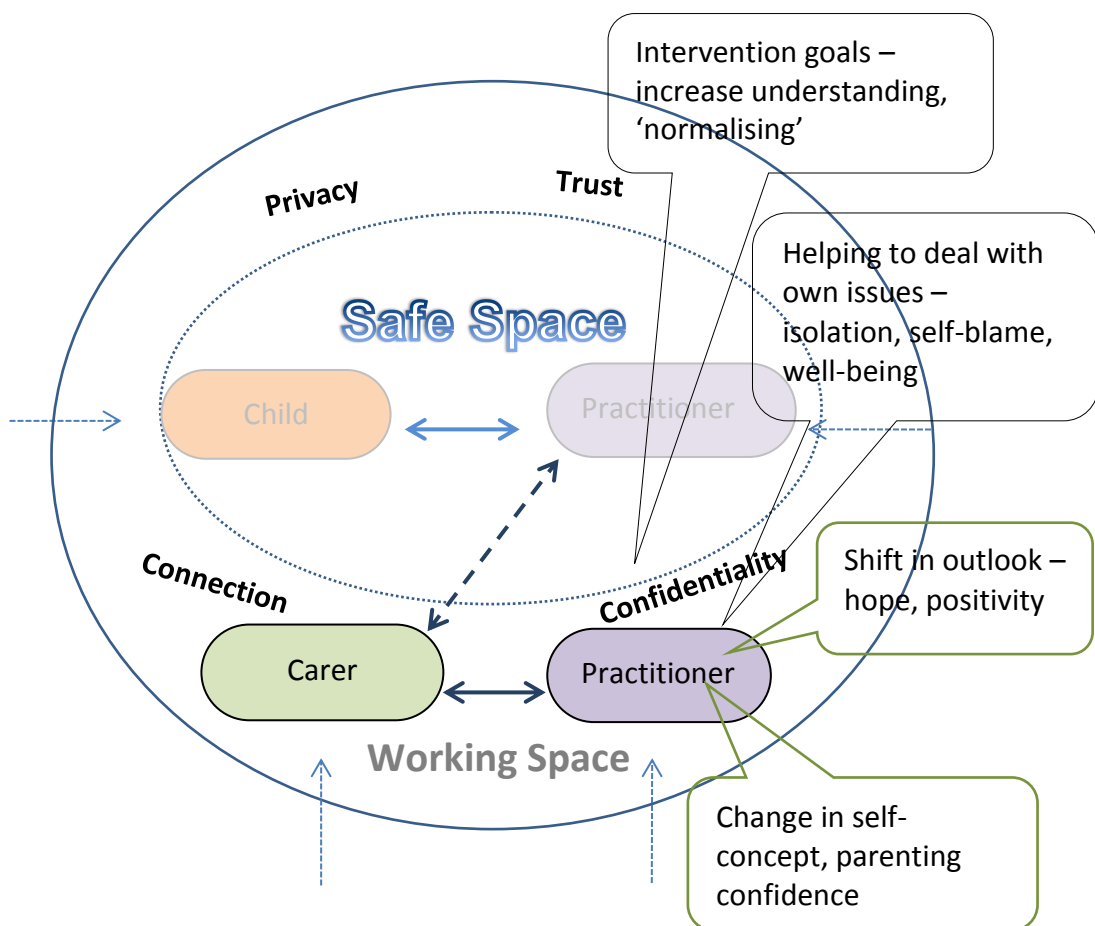 Intervention goals –
increase understanding,
‘normalising’
Privacy
Trust
Helping to deal with
own issues –
isolation, self-blame,
well-being
Safe Space
Child
Practitioner
Connection
Confidentiality
Shift in outlook –
hope, positivity
Carer
Practitioner
Working Space
Change in self-
concept, parenting
confidence